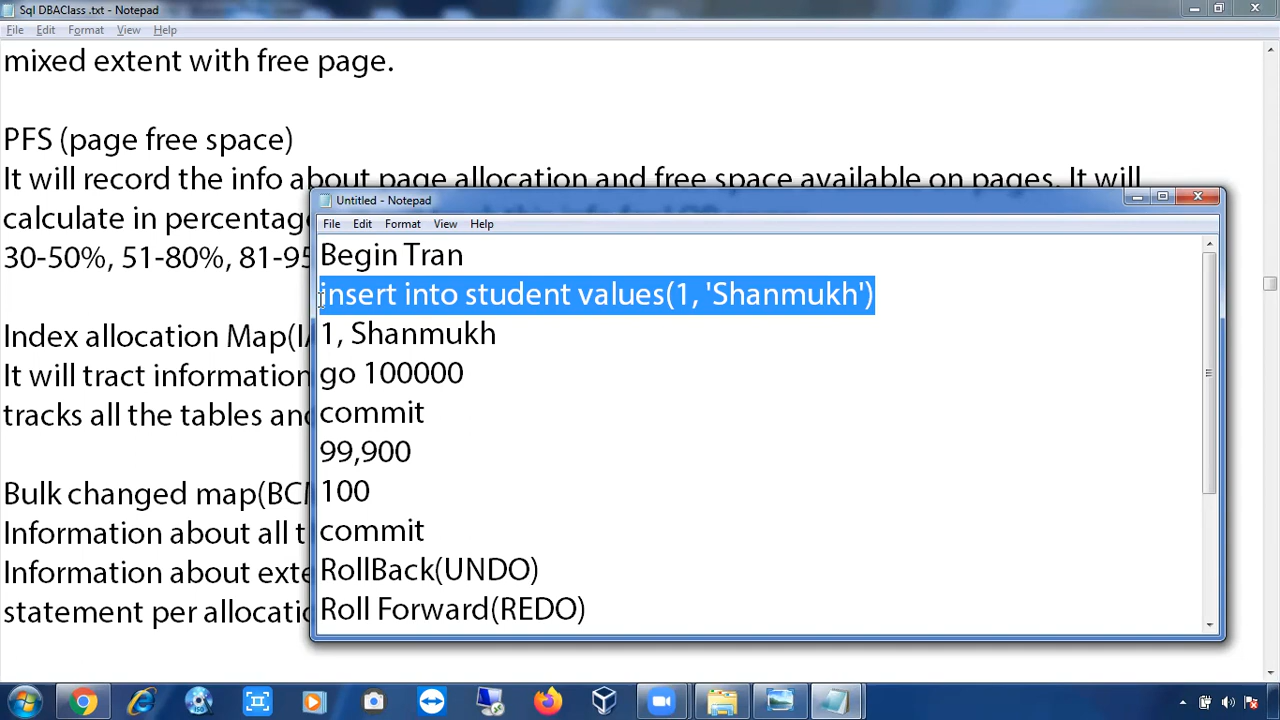 Sql DBAClass .txt - Notepad
File Edit Format View Help
mixed extent with free page.
PFS (page free space)
It will record the info about page allocation and free space available on pages. It will
calculate in percentag
30-50%, 51-80%, 81-95
Index allocation Map(I
It will tract information
tracks all the tables and
Bulk changed map(BCM
Information about all t
Information about exte
statement per allocatio
Untitled - Notepad
File Edit Format View Help
Begin Tran
insert into student values(1, 'Shanmukh')
1, Shanmukh
go 100000
commit
99,900
100
commit
RollBack(UNDO)
Roll Forward(REDO)